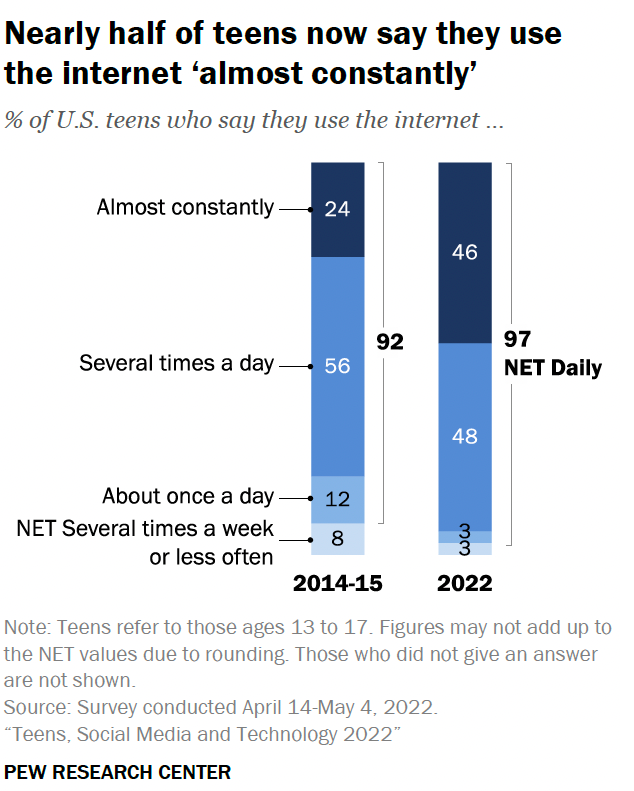 Nearly half of teens now say they use
the internet ‘almost constantly’
% of U.S. teens who say they use the internet ...
Almost constantly
24
46
Several times a day
56
92
97
NET Daily
48
About once a day
12
3
NET Several times a week
or less often
8
3
2014-15
2022
Note: Teens refer to those ages 13 to 17. Figures may not add up to
the NET values due to rounding. Those who did not give an answer
are not shown.
Source: Survey conducted April 14-May 4, 2022.
“Teens, Social Media and Technology 2022”
PEW RESEARCH CENTER